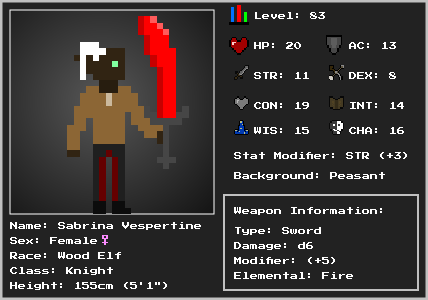 Level: 83
HP: 20 AC: 13
STR: 11 DEX: 8
CON: 19 INT: 14
WIS: 15 CHA: 16
Stat Modifier: STR (+3)
Background: Peasant
Weapon Information:
Type: Sword
Damage: d6
Modifier: (+5)
Elemental: Fire
Name: Sabrina Vespertine
Sex: Female♀
Race: Wood Elf
Class: Knight
Height: 155cm (5'1")